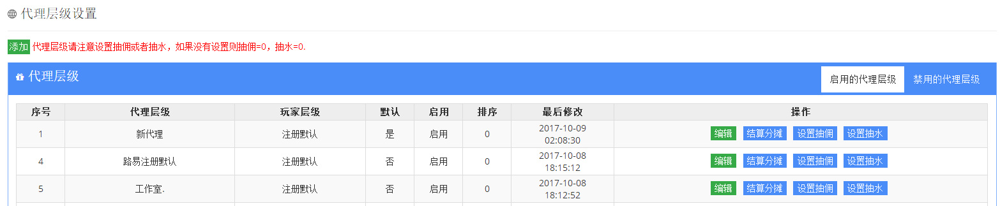 代理层级设置
添加 代理层级请注意设置抽佣或者抽水，如果没有设置则抽佣=0，抽水=0.
代理层级 启用的代理层级 禁用的代理层级
序号 代理层级 玩家层级 默认 启用 排序 最后修改 操作
1 新代理 注册默认 是 启用 0 2017-10-09 02:08:30 编辑 结算分摊 设置抽佣 设置抽水
4 路易注册默认 注册默认 否 启用 0 2017-10-08 18:15:12 编辑 结算分摊 设置抽佣 设置抽水
5 工作室. 注册默认 否 启用 0 2017-10-08 18:12:52 编辑 结算分摊 设置抽佣 设置抽水